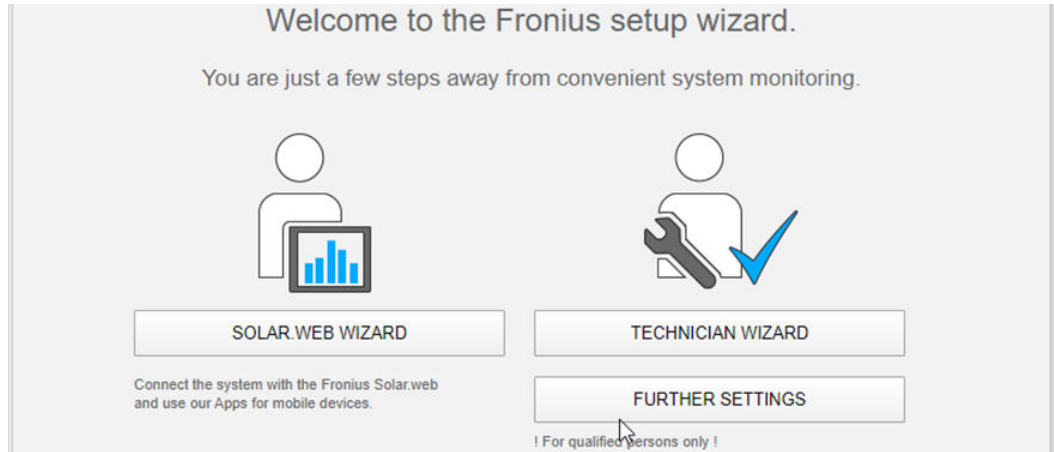 Welcome to the Fronius setup wizard.
You are just a few steps away from convenient system monitoring.
SOLAR.WEB WIZARD
Connect the system with the Fronius Solar.web
and use our Apps for mobile devices.
TECHNICIAN WIZARD
FURTHER SETTINGS
! For qualified persons only !